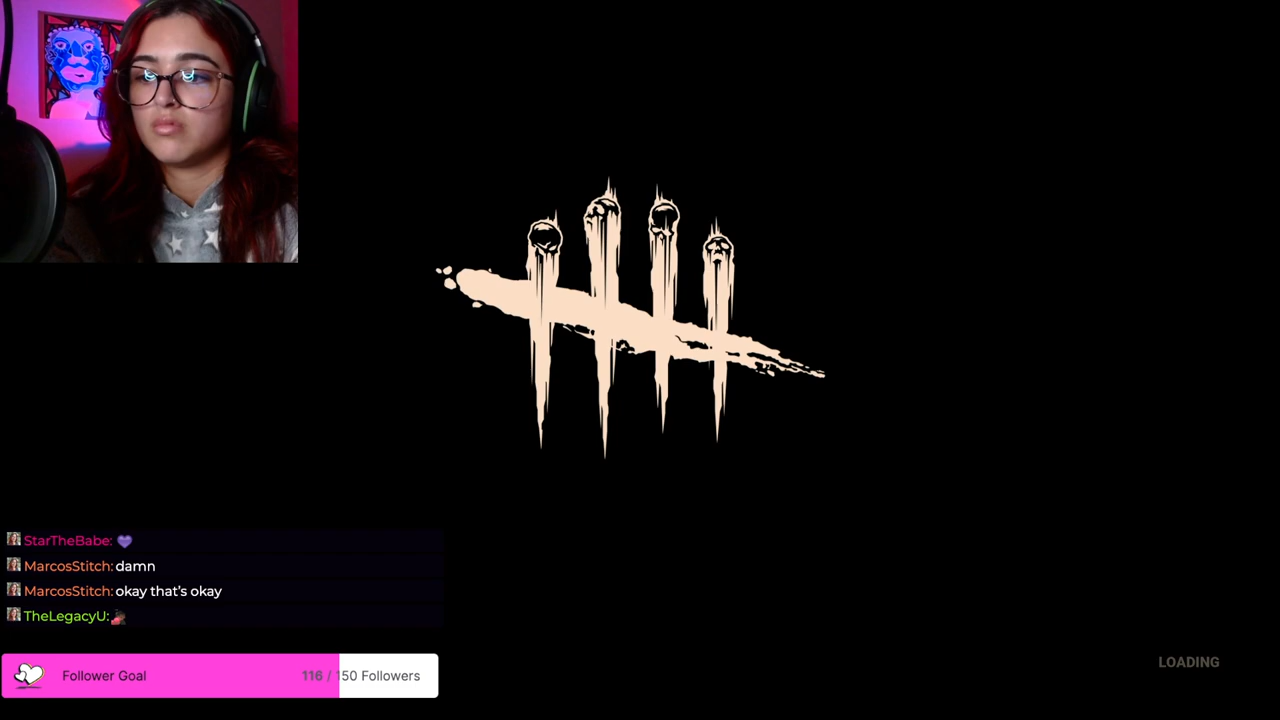 StarTheBabe:
MarcosStitch: damn
MarcosStitch: okay that's okay
TheLegacyU:
Follower Goal 116 / 150 Followers
LOADING